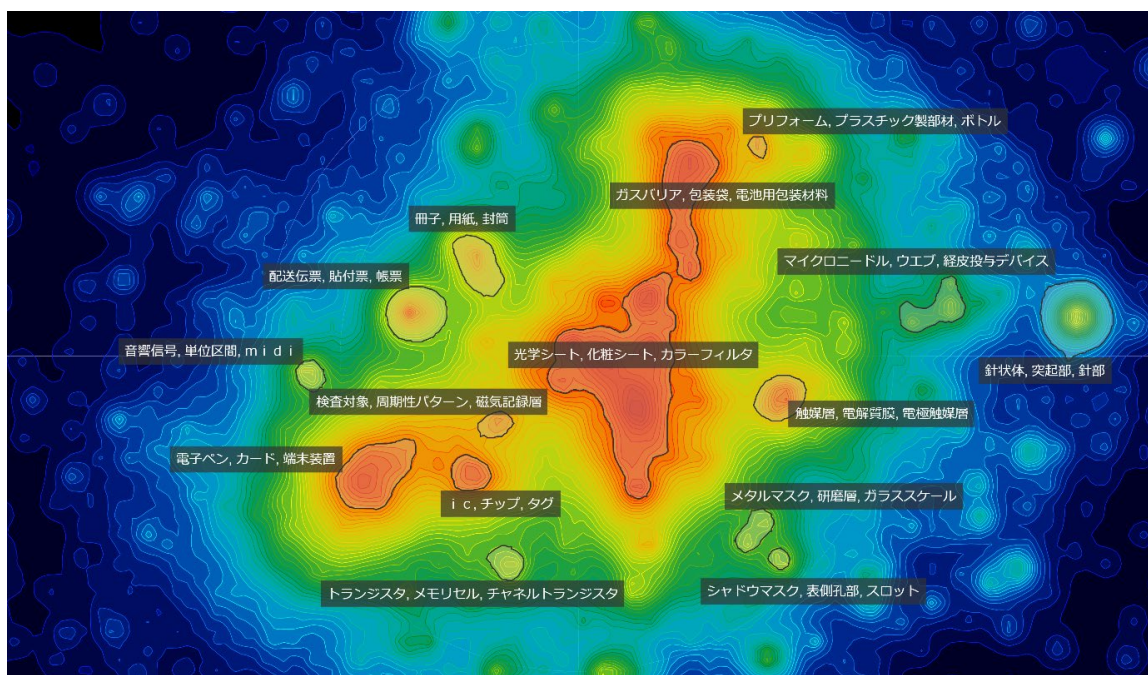 プリフォーム, プラスチック製部材, ボトル
ガスバリア, 包装袋, 電池用包装材料
冊子, 用紙, 封筒
マイクロニードル, ウエブ, 経皮投与デバイス
配送伝票, 貼付票, 帳票
音響信号, 単位区間, ｍｉｄｉ
光学シート, 化粧シート, カラーフィルタ
針状体, 突起部, 針部
検査対象, 周期性パターン, 磁気記録層
触媒層, 電解質膜, 電極触媒層
電子ペン, カード, 端末装置
ｉｃ, チップ, タグ
メタルマスク, 研磨層, ガラススケール
トランジスタ, メモリセル, チャネルトランジスタ
シャドウマスク, 表側孔部, スロット